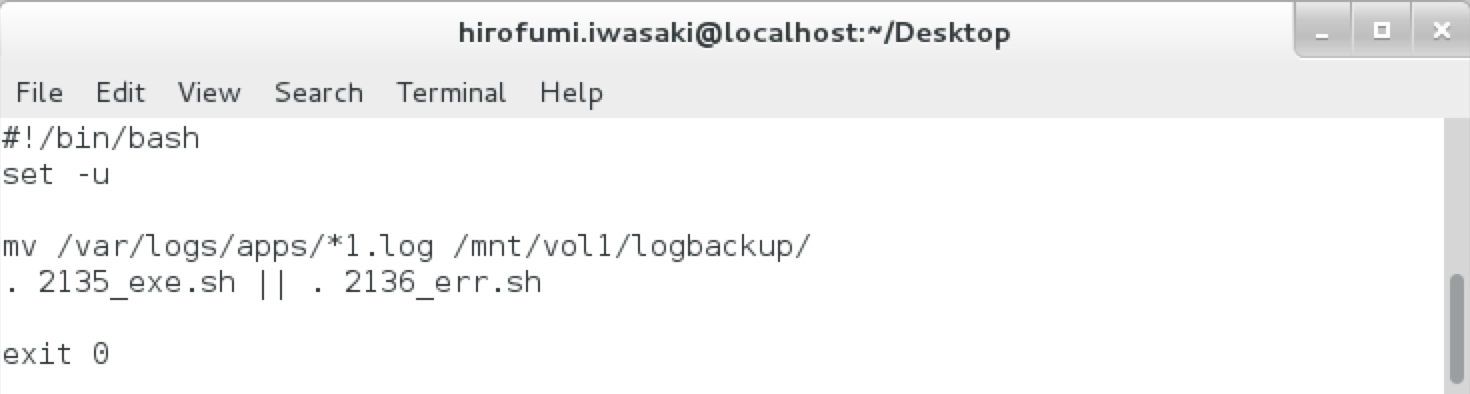 hirofumi.iwasaki@localhost:~/Desktop
File Edit View Search Terminal Help
#!/bin/bash
set -u
mv /var/logs/apps/*1.log /mnt/vol1/logbackup/
. 2135_exe.sh || . 2136_err.sh
exit 0